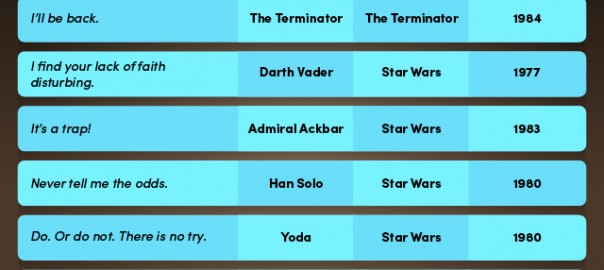 I'll be back. The Terminator The Terminator 1984
I find your lack of faith
disturbing. Darth Vader Star Wars 1977
It's a trap! Admiral Ackbar Star Wars 1983
Never tell me the odds. Han Solo Star Wars 1980
Do. Or do not. There is no try. Yoda Star Wars 1980